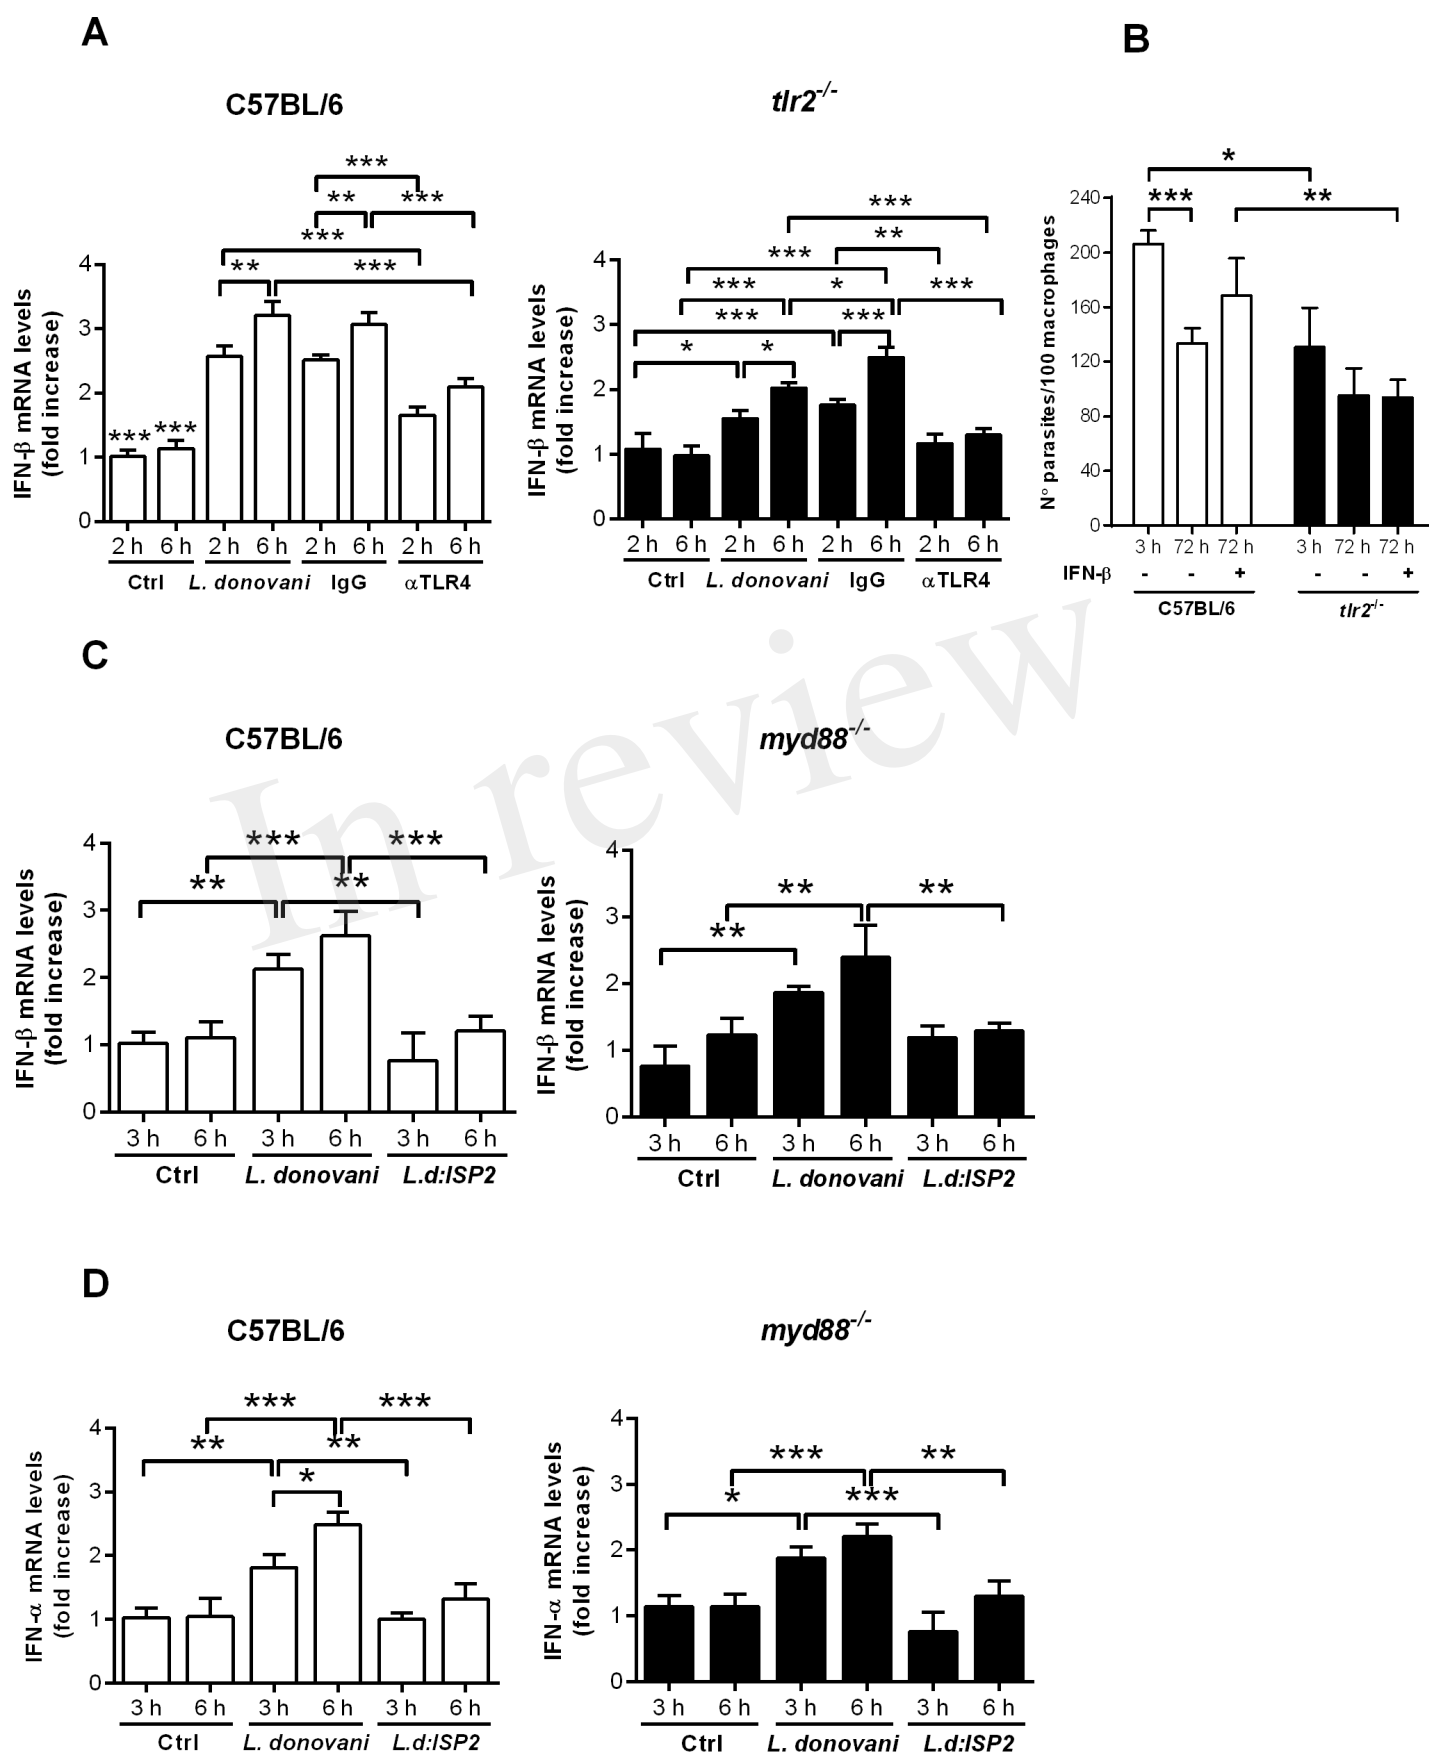 A
B
C57BL/6
tlr2-/-
***
** ***
***
** ***
*** ***
4
3
2
1
0
IFN-β mRNA levels
(fold increase)
2 h 6 h 2 h 6 h 2 h 6 h 2 h 6 h
Ctrl L. donovani IgG αTLR4
***
**
***
*** * ***
*** ***
* *
4
3
2
1
0
IFN-β mRNA levels
(fold increase)
2 h 6 h 2 h 6 h 2 h 6 h 2 h 6 h
Ctrl L. donovani IgG αTLR4
*
*** **
240
200
160
120
80
40
0
Nº parasites/100 macrophages
3 h 72 h 72 h 3 h 72 h 72 h
IFN-β - - + - - +
C57BL/6 tlr2-/-
In review
C
C57BL/6
myd88-/-
*** ***
** **
4
3
2
1
0
IFN-β mRNA levels
(fold increase)
3 h 6 h 3 h 6 h 3 h 6 h
Ctrl L. donovani L.d:ISP2
** **
**
4
3
2
1
0
IFN-β mRNA levels
(fold increase)
3 h 6 h 3 h 6 h 3 h 6 h
Ctrl L. donovani L.d:ISP2
D
C57BL/6
myd88-/-
*** ***
** **
*
4
3
2
1
0
IFN-α mRNA levels
(fold increase)
3 h 6 h 3 h 6 h 3 h 6 h
Ctrl L. donovani L.d:ISP2
*** **
* ***
4
3
2
1
0
IFN-α mRNA levels
(fold increase)
3 h 6 h 3 h 6 h 3 h 6 h
Ctrl L. donovani L.d:ISP2